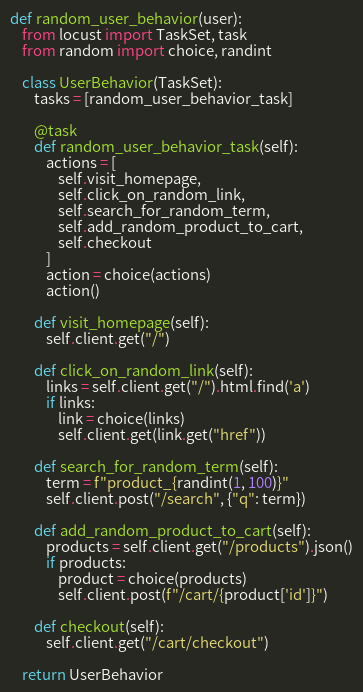 def random_user_behavior(user):
    from locust import TaskSet, task
    from random import choice, randint

    class UserBehavior(TaskSet):
        tasks = [random_user_behavior_task]

        @task
        def random_user_behavior_task(self):
            actions = [
                self.visit_homepage,
                self.click_on_random_link,
                self.search_for_random_term,
                self.add_random_product_to_cart,
                self.checkout
            ]
            action = choice(actions)
            action()

        def visit_homepage(self):
            self.client.get("/")

        def click_on_random_link(self):
            links = self.client.get("/").html.find('a')
            if links:
                link = choice(links)
                self.client.get(link.get("href"))

        def search_for_random_term(self):
            term = f"product_{randint(1, 100)}"
            self.client.post("/search", {"q": term})

        def add_random_product_to_cart(self):
            products = self.client.get("/products").json()
            if products:
                product = choice(products)
                self.client.post(f"/cart/{product['id']}")

        def checkout(self):
            self.client.get("/cart/checkout")

    return UserBehavior